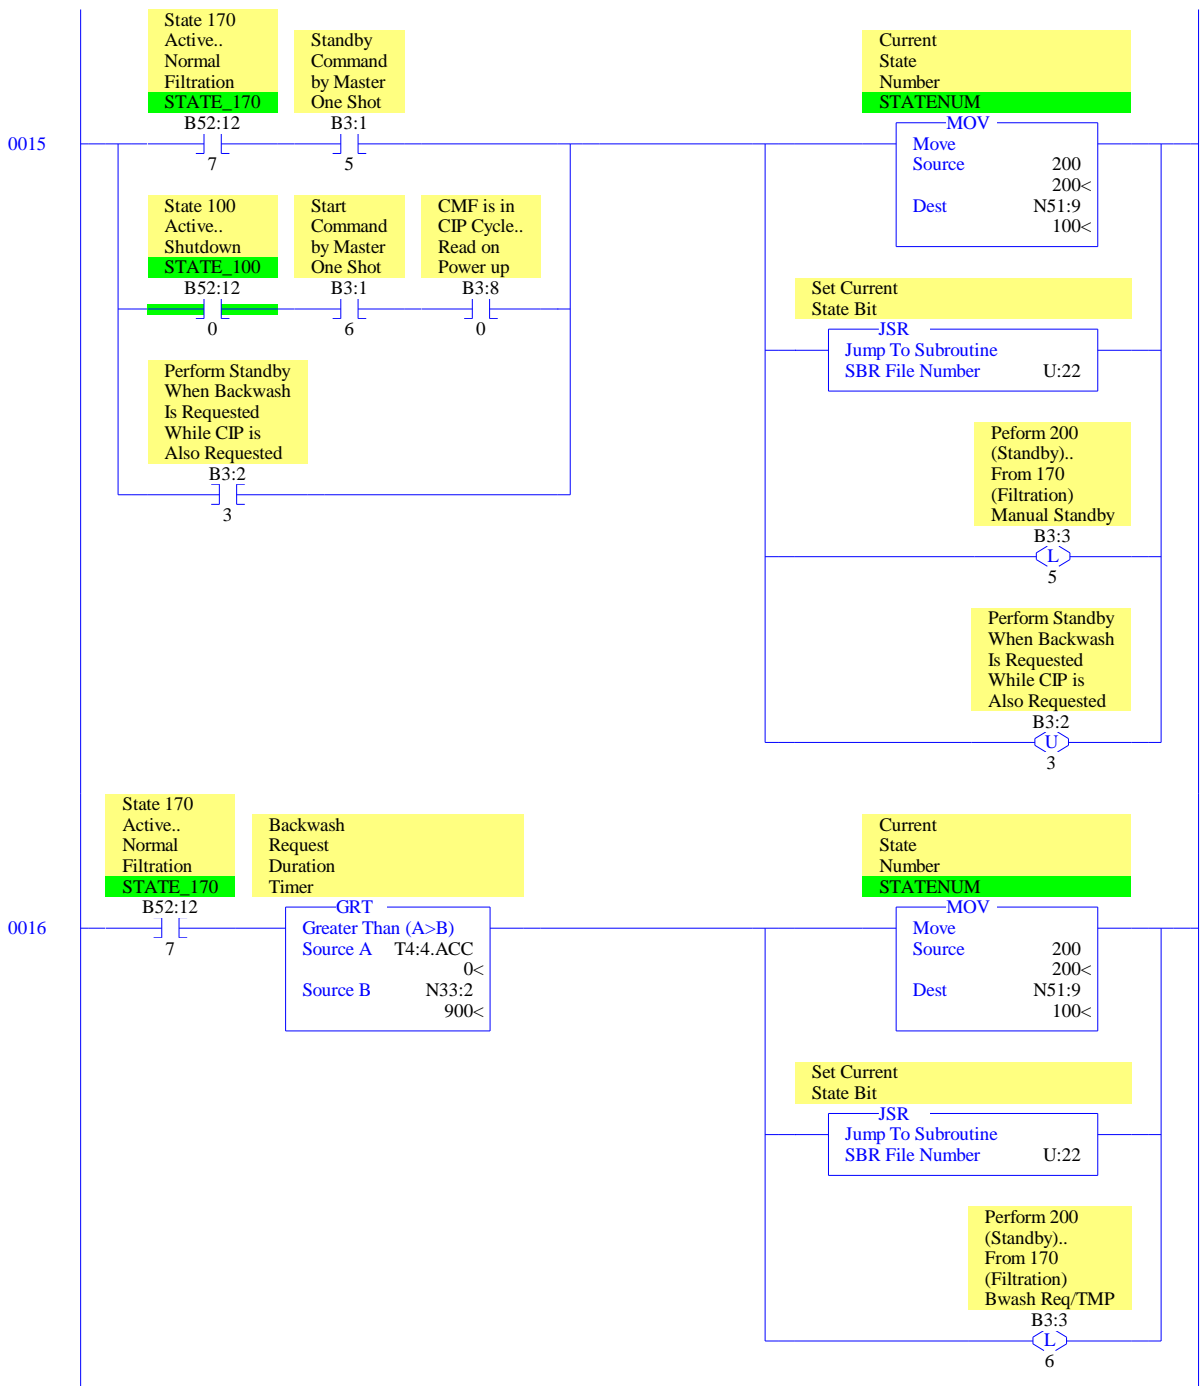 State 170
Active..
Normal
Filtration
STATE_170
B52:12
7
Standby
Command
by Master
One Shot
B3:1
5
Current
State
Number
STATENUM
MOV
Move
Source 200
200<
Dest N51:9
100<
0015
State 100
Active..
Shutdown
STATE_100
B52:12
0
Start
Command
by Master
One Shot
B3:1
6
CMF is in
CIP Cycle..
Read on
Power up
B3:8
0
Set Current
State Bit
JSR
Jump To Subroutine
SBR File Number U:22
Perform Standby
When Backwash
Is Requested
While CIP is
Also Requested
B3:2
3
Peform 200
(Standby)..
From 170
(Filtration)
Manual Standby
B3:3
L
5
Perform Standby
When Backwash
Is Requested
While CIP is
Also Requested
B3:2
U
3
State 170
Active..
Normal
Filtration
STATE_170
B52:12
7
Backwash
Request
Duration
Timer
GRT
Greater Than (A>B)
Source A T4:4.ACC
0<
Source B N33:2
900<
Current
State
Number
STATENUM
MOV
Move
Source 200
200<
Dest N51:9
100<
0016
Set Current
State Bit
JSR
Jump To Subroutine
SBR File Number U:22
Perform 200
(Standby)..
From 170
(Filtration)
Bwash Req/TMP
B3:3
L
6